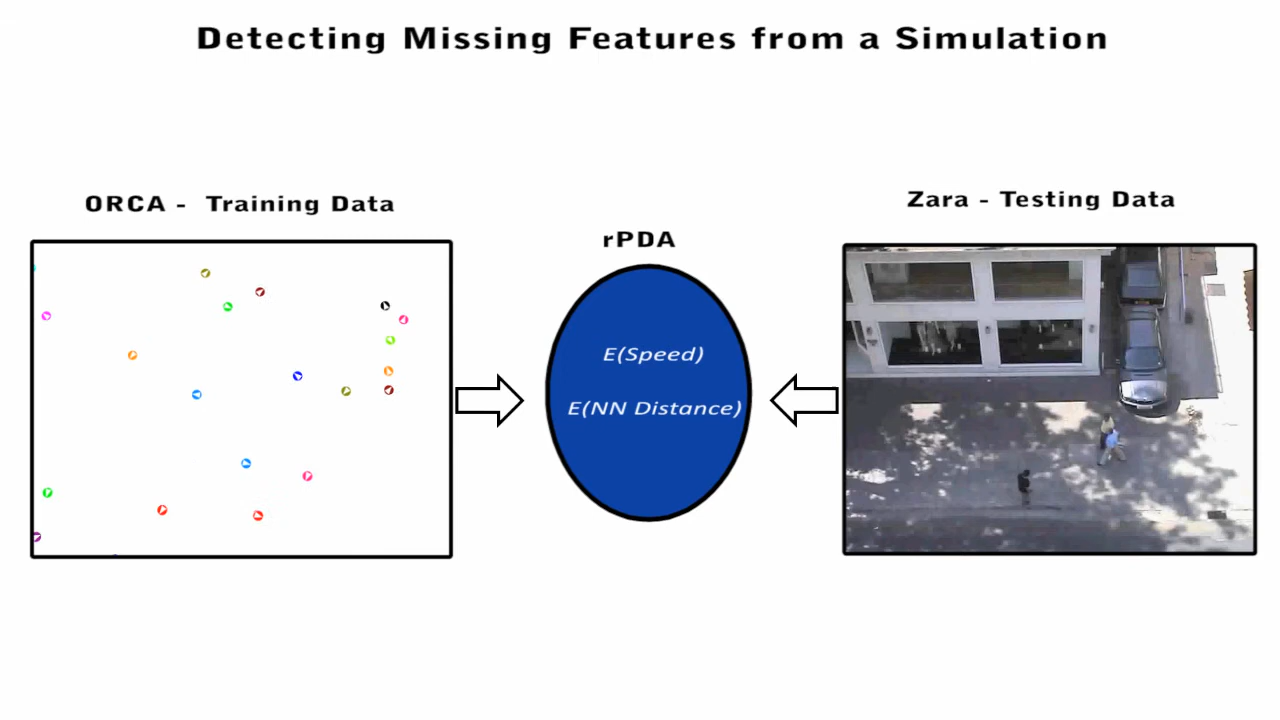 Detecting Missing Features from a Simulation
ORCA - Training Data
Zara - Testing Data
rPDA
E(Speed)
E(NN Distance)